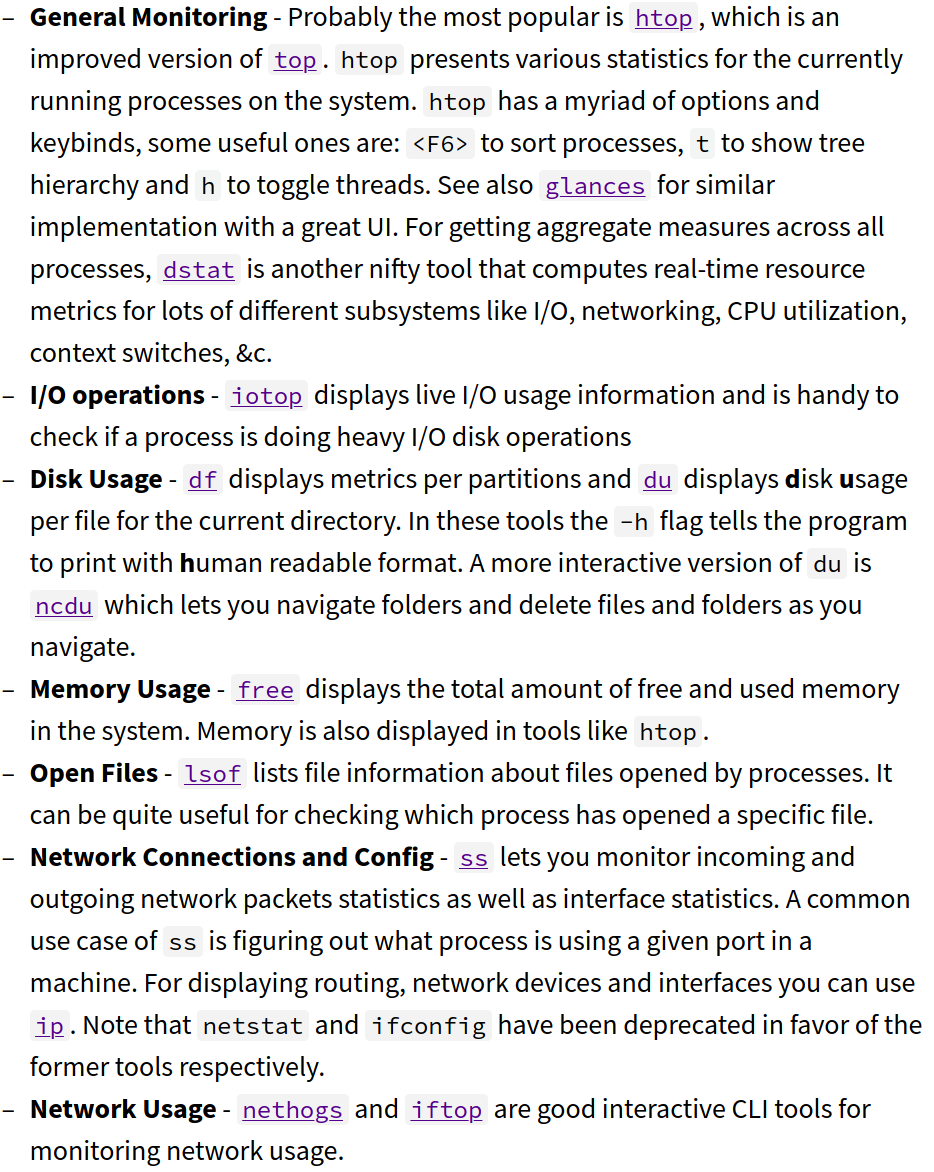 – General Monitoring - Probably the most popular is htop, which is an
improved version of top. htop presents various statistics for the currently
running processes on the system. htop has a myriad of options and
keybinds, some useful ones are: <F6> to sort processes, t to show tree
hierarchy and h to toggle threads. See also glances for similar
implementation with a great UI. For getting aggregate measures across all
processes, dstat is another nifty tool that computes real-time resource
metrics for lots of different subsystems like I/O, networking, CPU utilization,
context switches, &c.
– I/O operations - iotop displays live I/O usage information and is handy to
check if a process is doing heavy I/O disk operations
– Disk Usage - df displays metrics per partitions and du displays disk usage
per file for the current directory. In these tools the -h flag tells the program
to print with human readable format. A more interactive version of du is
ncdu which lets you navigate folders and delete files and folders as you
navigate.
– Memory Usage - free displays the total amount of free and used memory
in the system. Memory is also displayed in tools like htop.
– Open Files - lsof lists file information about files opened by processes. It
can be quite useful for checking which process has opened a specific file.
– Network Connections and Config - ss lets you monitor incoming and
outgoing network packets statistics as well as interface statistics. A common
use case of ss is figuring out what process is using a given port in a
machine. For displaying routing, network devices and interfaces you can use
ip. Note that netstat and ifconfig have been deprecated in favor of the
former tools respectively.
– Network Usage - nethogs and iftop are good interactive CLI tools for
monitoring network usage.